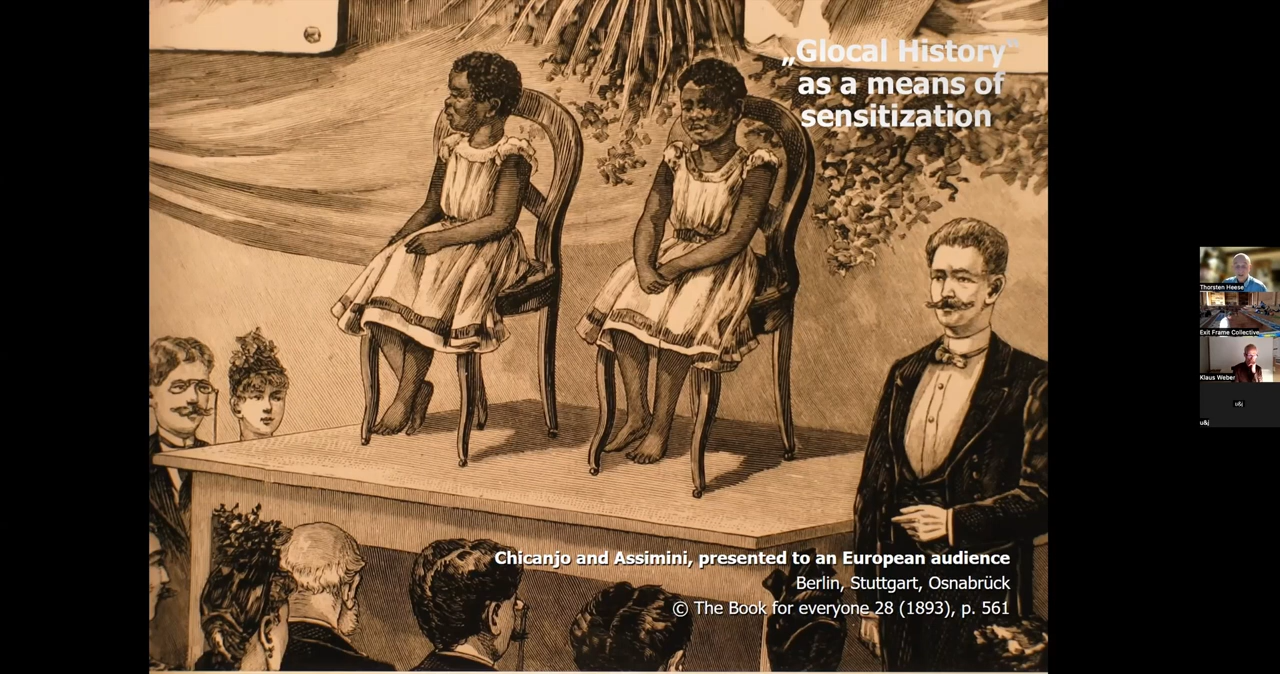 „Glocal History“
as a means of
sensitization
Chicanjo and Assimini, presented to an European audience
Berlin, Stuttgart, Osnabrück
© The Book for everyone 28 (1893), p. 561
Thorsten Heese
Exit Frame Collective
Klaus Weber
u&j
u&j